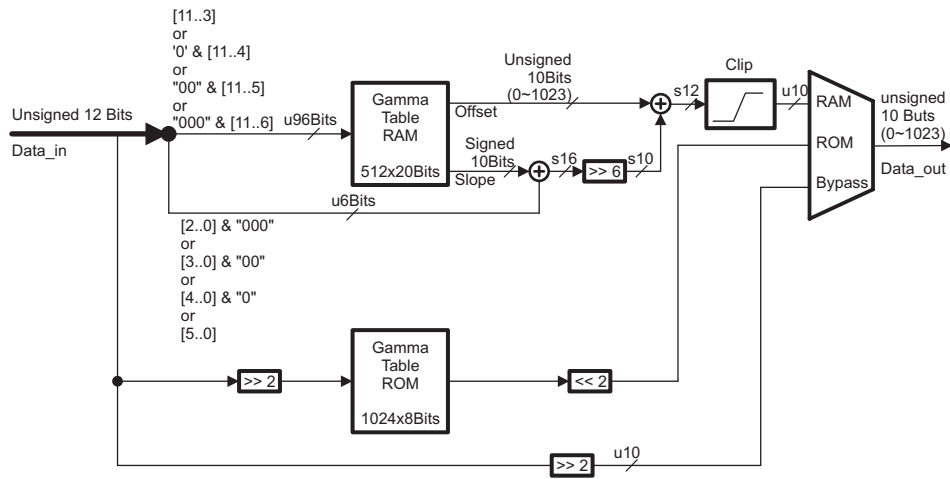 [11..3]
or
'0' & [11..4]
or
"00" & [11..5]
or
"000" & [11..6]
Unsigned 12 Bits
Data_in
u96Bits
Gamma
Table
RAM
512x20Bits
Unsigned
10Bits
(0~1023)
Offset
Signed
10Bits
Slope
s16
>> 6
s10
s12
Clip
u10
RAM
ROM
Bypass
unsigned
10 Buts
(0~1023)
Data_out
u6Bits
[2..0] & "000"
or
[3..0] & "00"
or
[4..0] & "0"
or
[5..0]
>> 2
Gamma
Table
ROM
1024x8Bits
<< 2
>> 2
u10